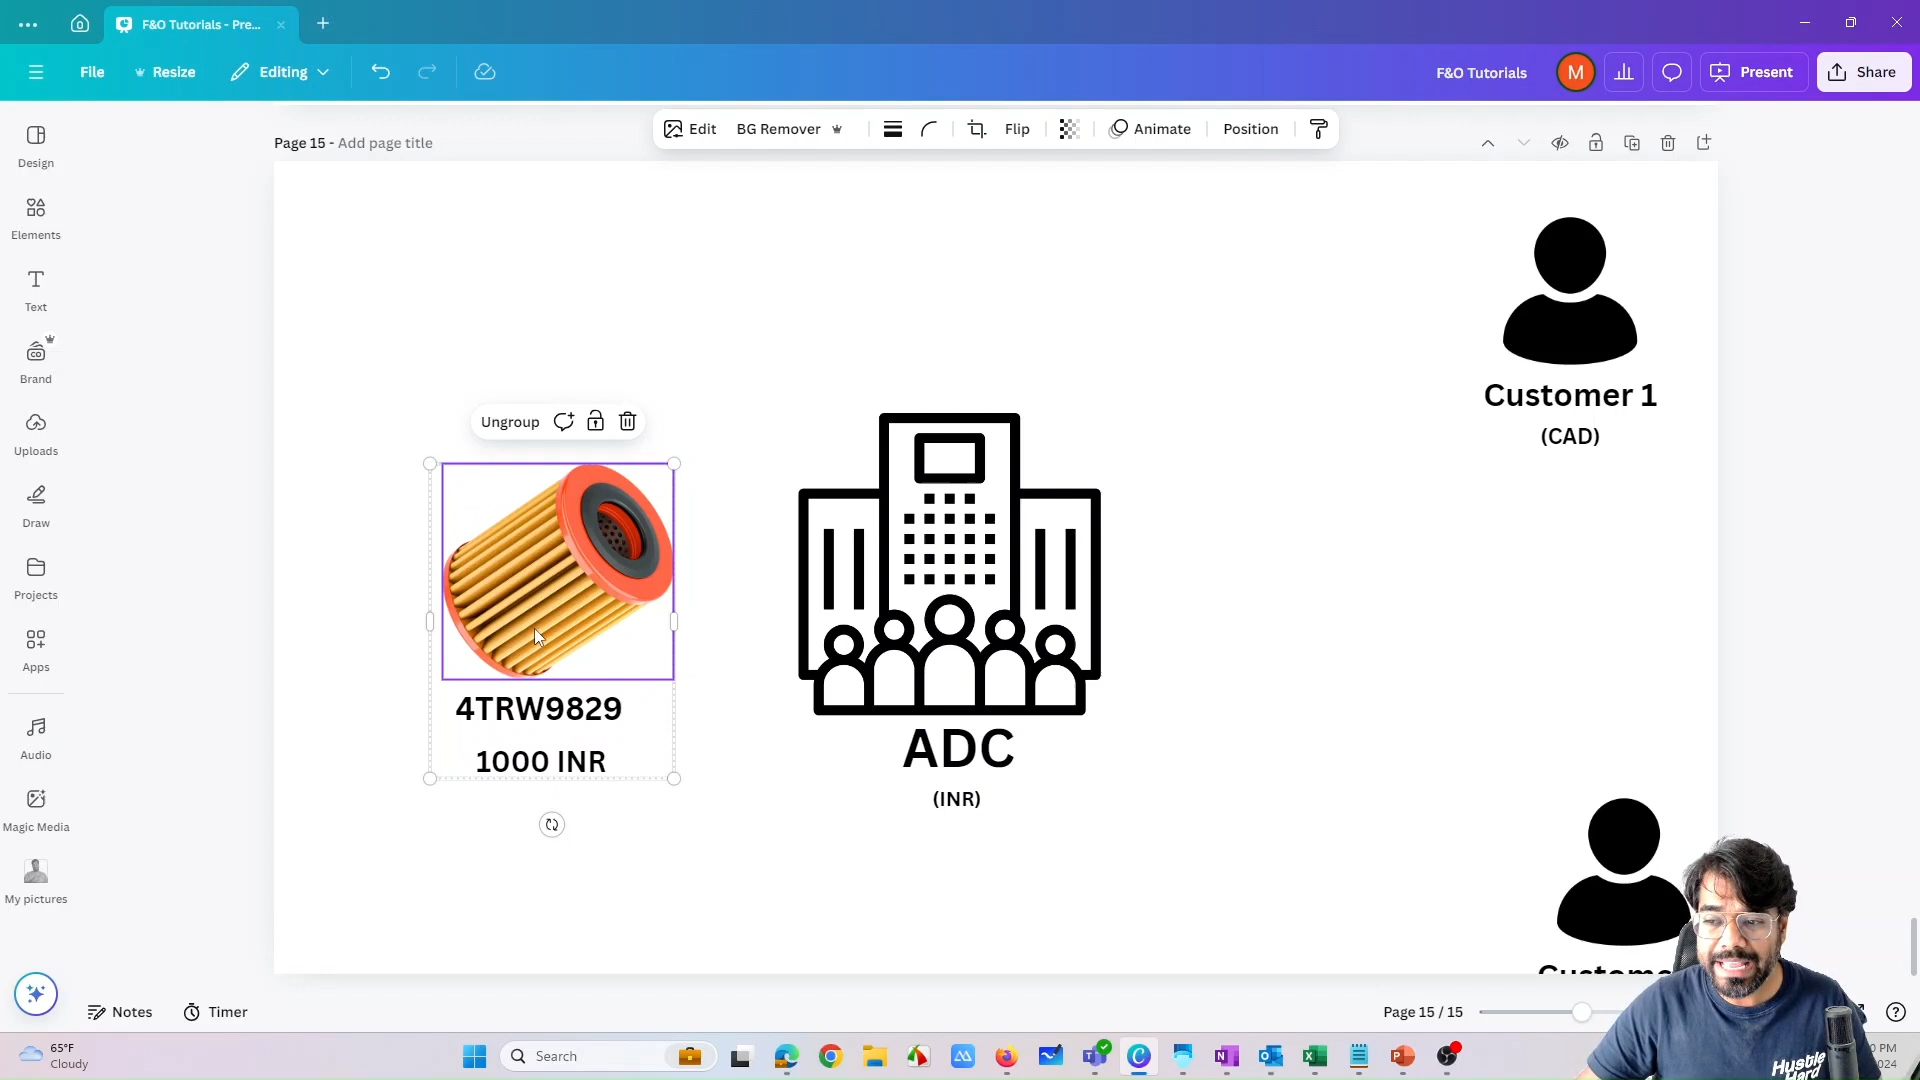 F&O Tutorials - Pre...
File
Resize
Editing
F&O Tutorials
M
Present
Share
Page 15 - Add page title
Edit
BG Remover
Flip
Animate
Position
Design
Elements
Text
Brand
Uploads
Draw
Projects
Apps
Audio
Magic Media
My pictures
Ungroup
4TRW9829
1000 INR
ADC
(INR)
Customer 1
(CAD)
Notes
Timer
Page 15 / 15
65°F
Cloudy
Search
Hustle
Hard